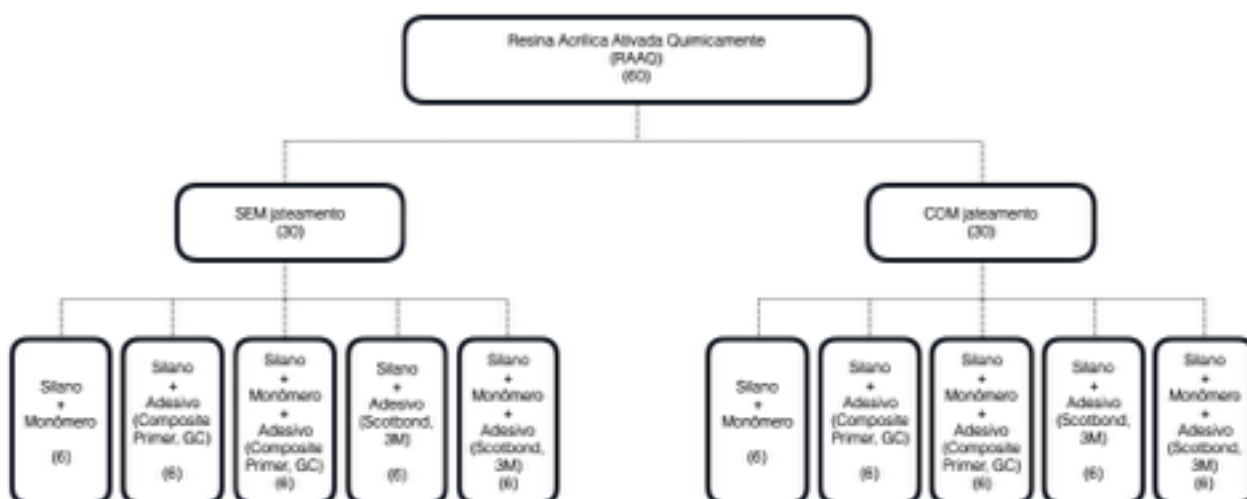 Resina Acrílica Ativada Quimicamente
(RAAQ)
(60)
SEM jateamento
(30)
COM jateamento
(30)
Silano
+
Monômero
(6)
Silano
+
Adesivo
(Composite
Primer, GC)
(6)
Silano
+
Monômero
+
Adesivo
(Composite
Primer, GC)
(6)
Silano
+
Adesivo
(Scotbond,
3M)
(6)
Silano
+
Monômero
+
Adesivo
(Scotbond,
3M)
(6)
Silano
+
Monômero
(6)
Silano
+
Adesivo
(Composite
Primer, GC)
(6)
Silano
+
Monômero
+
Adesivo
(Composite
Primer, GC)
(6)
Silano
+
Adesivo
(Scotbond,
3M)
(6)
Silano
+
Monômero
+
Adesivo
(Scotbond,
3M)
(6)